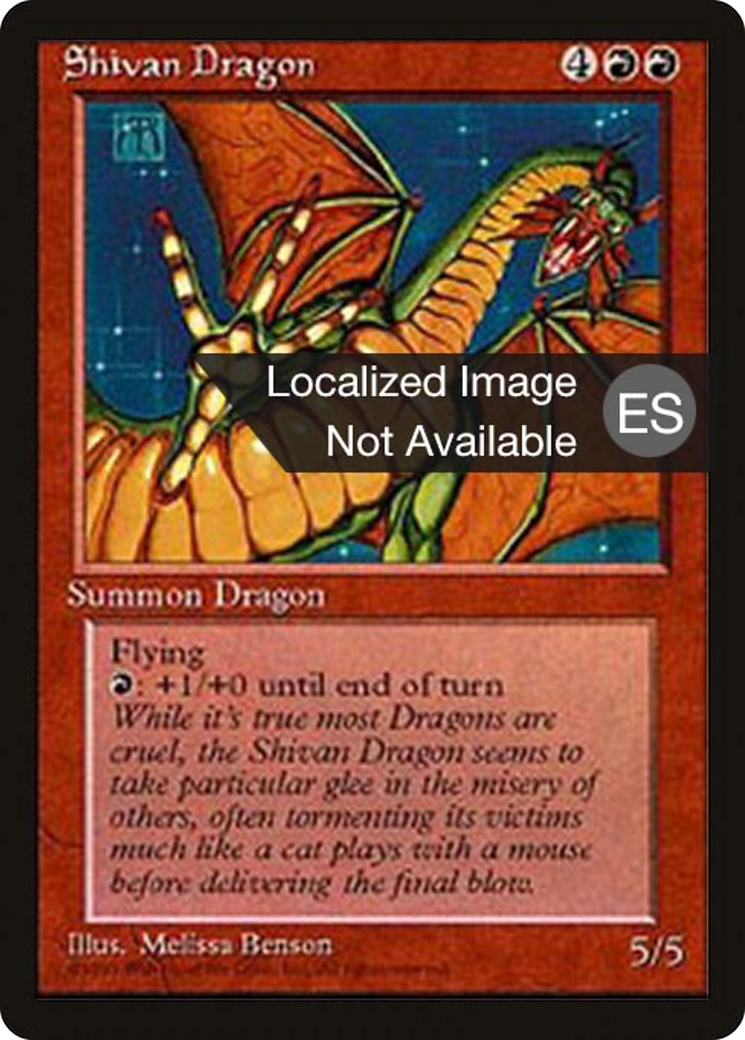 Shivan Dragon
4
Localized Image
Not Available
ES
Summon Dragon
Flying
: +1/+0 until end of turn
While it's true most Dragons are
cruel, the Shivan Dragon seems to
take particular glee in the misery of
others, often tormenting its victims
much like a cat plays with a mouse
before delivering the final blow.
Illus. Melissa Benson
5/5